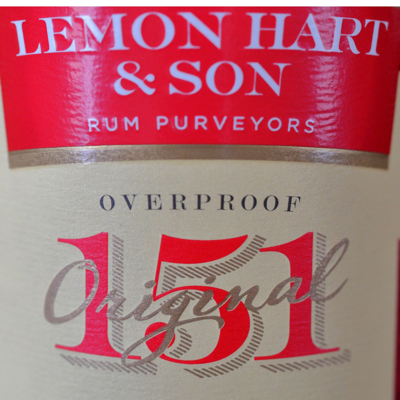 LEMON HART
& SON
RUM PURVEYORS
OVERPROOF
151
Original